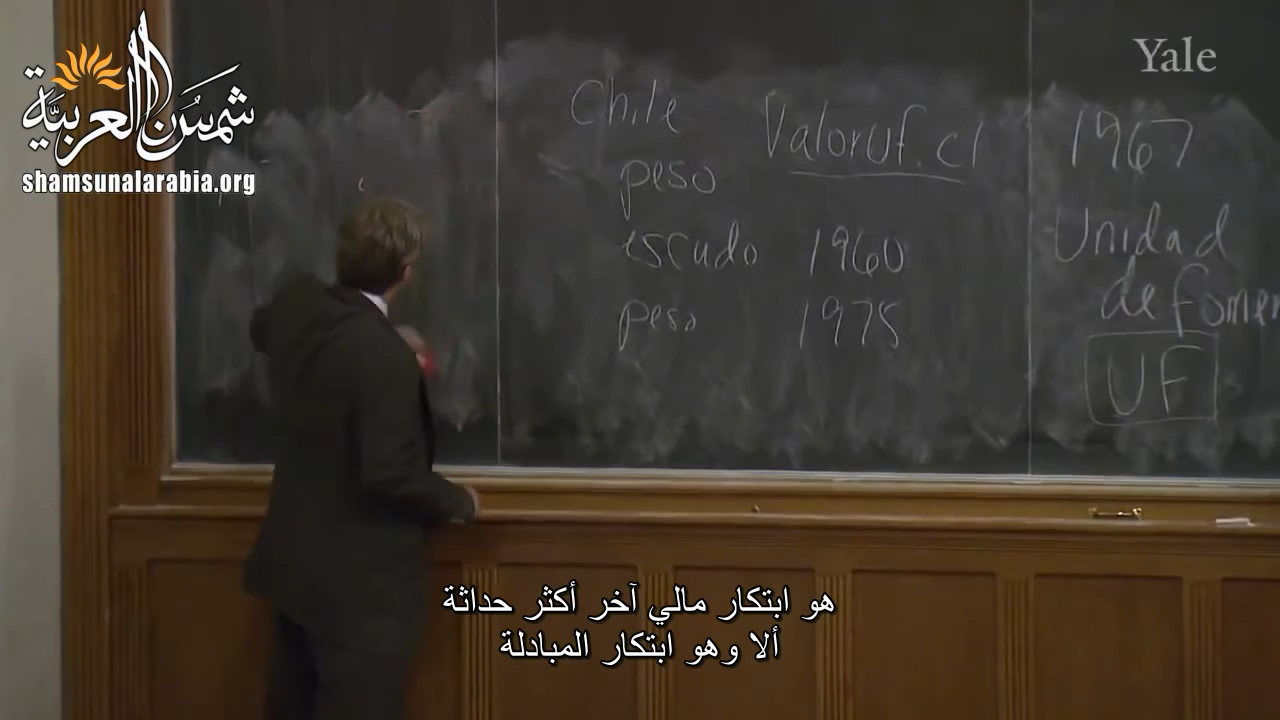 شمسُ العربيَّة
shamsunalarabia.org
Yale
Chile
peso
escudo 1960
peso 1975
Valoruf.cl
1967
Unidad
de fomen
UF
هو ابتكار مالي آخر أكثر حداثة
ألا وهو ابتكار المبادلة